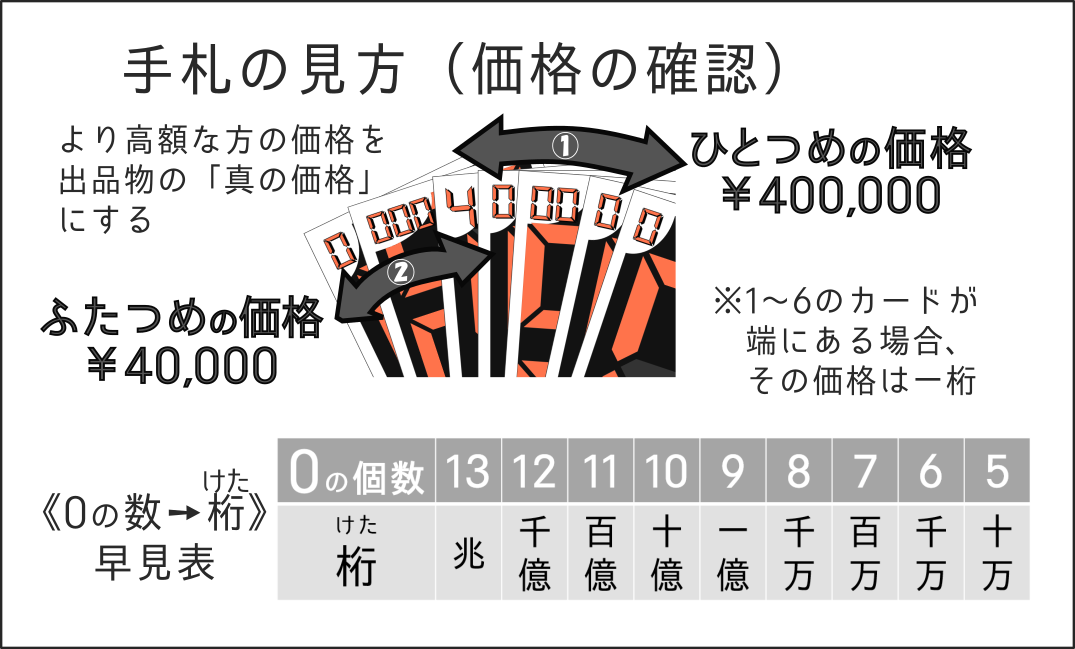 手札の見方（価格の確認）
より高額な方の価格を
出品物の「真の価格」
にする
①
ひとつめの価格
￥400,000
0 000 4 0 00 0 0
②
ふたつめの価格
￥40,000
※1〜6のカードが
端にある場合、
その価格は一桁
けた
《0の数➡桁》
早見表
0の個数 13 12 11 10 9 8 7 6 5
けた
桁 兆 千億 百億 十億 一億 千万 百万 千万 十万